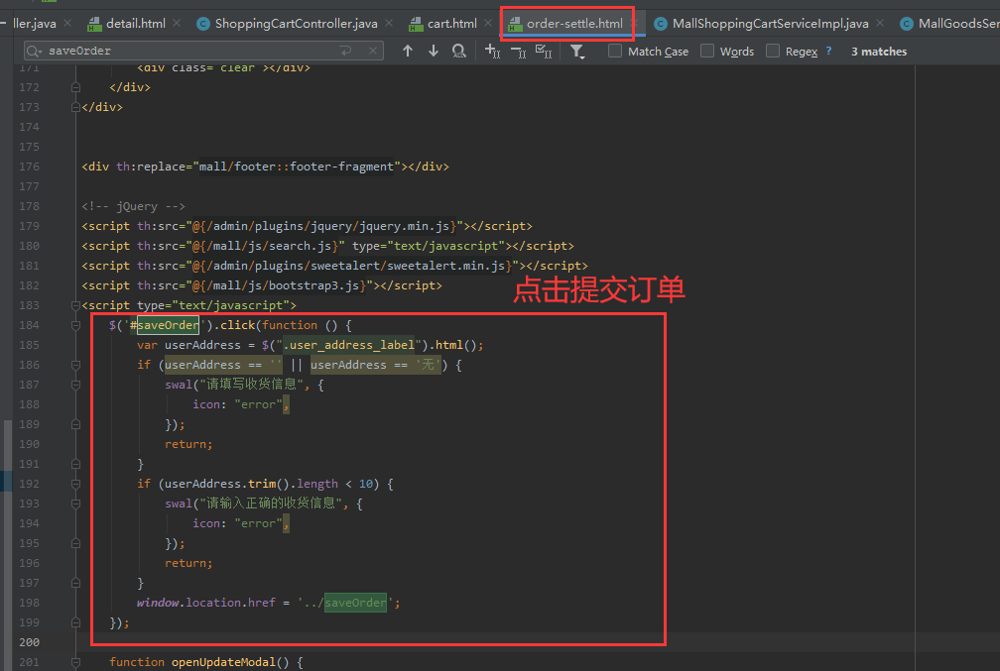 ller.java × detail.html × ShoppingCartController.java × cart.html × order-settle.html × MallShoppingCartServiceImpl.java × MallGoodsSer
saveOrder Match Case Words Regex ? 3 matches
171 <div class="clear"></div>
172 </div>
173 </div>
174
175
176 <div th:replace="mall/footer::footer-fragment"></div>
177
178 <!-- jQuery -->
179 <script th:src="@{/admin/plugins/jquery/jquery.min.js}"></script>
180 <script th:src="@{/mall/js/search.js}" type="text/javascript"></script>
181 <script th:src="@{/admin/plugins/sweetalert/sweetalert.min.js}"></script>
182 <script th:src="@{/mall/js/bootstrap3.js}"></script>
点击提交订单
183 <script type="text/javascript">
184 $('#saveOrder').click(function () {
185 var userAddress = $(".user_address_label").html();
186 if (userAddress == '' || userAddress == '无') {
187 swal("请填写收货信息", {
188 icon: "error",
189 });
190 return;
191 }
192 if (userAddress.trim().length < 10) {
193 swal("请输入正确的收货信息", {
194 icon: "error",
195 });
196 return;
197 }
198 window.location.href = '../saveOrder';
199 });
200
201 function openUpdateModal() {